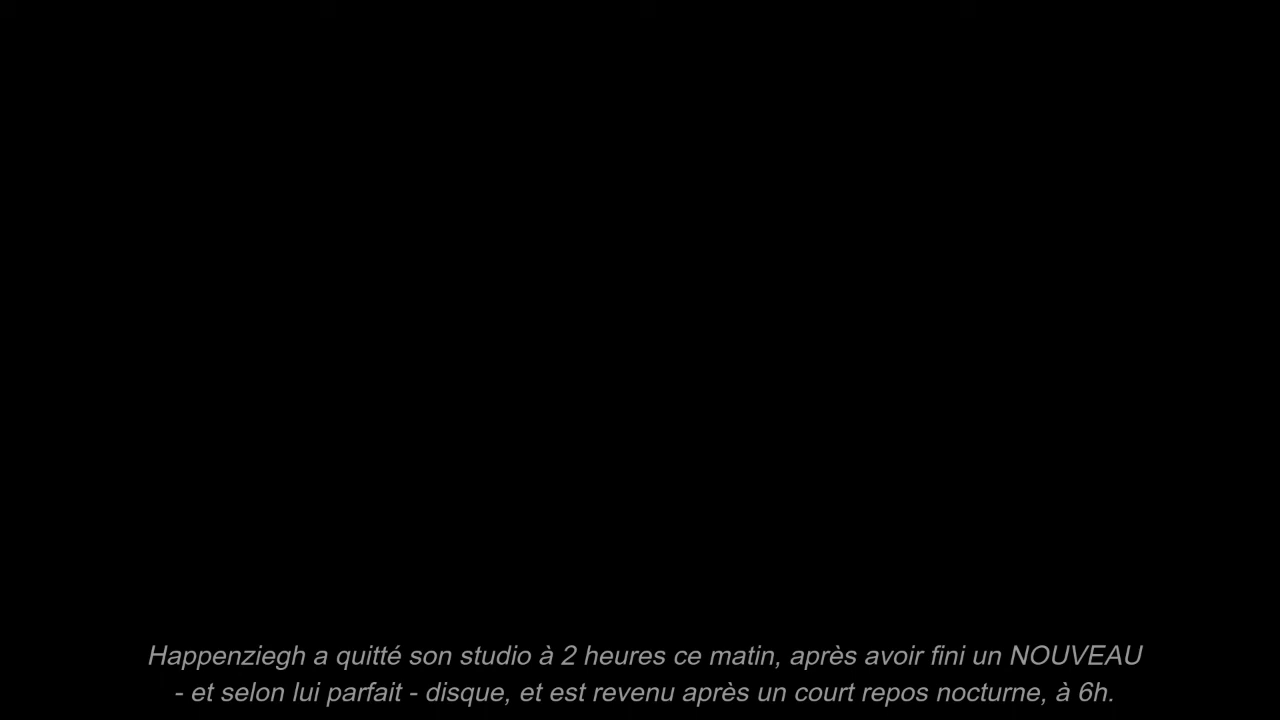 Happenziegh a quitté son studio à 2 heures ce matin, après avoir fini un NOUVEAU
- et selon lui parfait - disque, et est revenu après un court repos nocturne, à 6h.